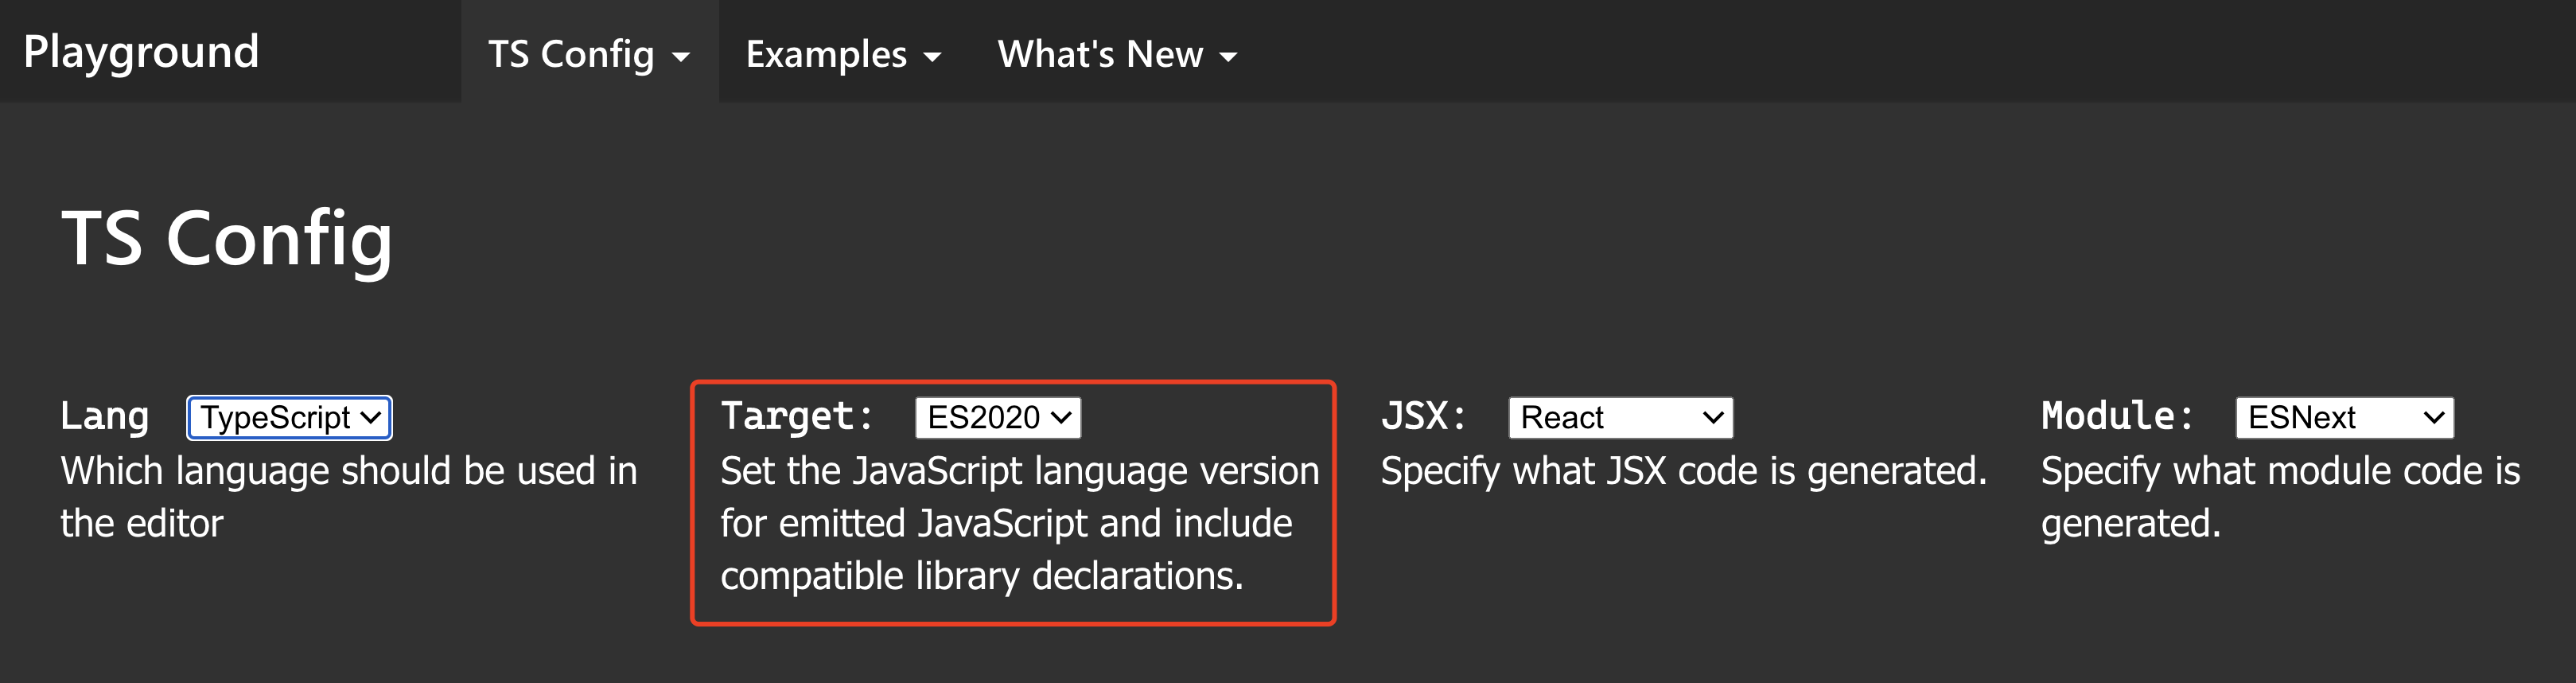 Playground TS Config Examples What's New
TS Config
Lang TypeScript
Which language should be used in
the editor
Target: ES2020
Set the JavaScript language version
for emitted JavaScript and include
compatible library declarations.
JSX: React
Specify what JSX code is generated.
Module: ESNext
Specify what module code is
generated.